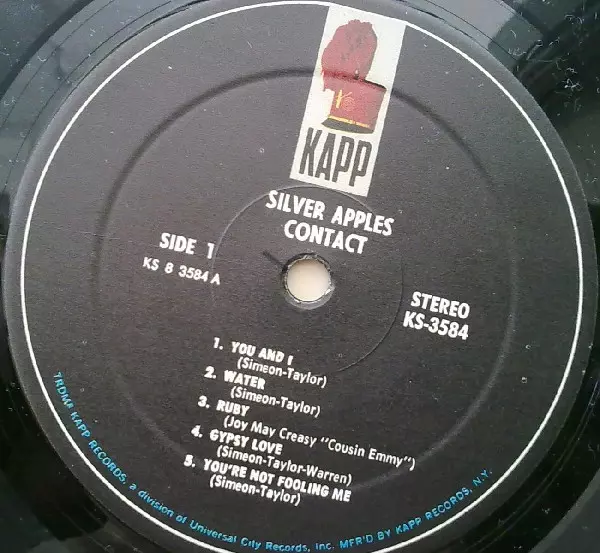 KAPP
SILVER APPLES
CONTACT
SIDE 1
KS 8 3584 A
STEREO
KS-3584
1. YOU AND I
(Simeon-Taylor)
2. WATER
(Simeon-Taylor)
3. RUBY
(Joy May Creasy "Cousin Emmy")
4. GYPSY LOVE
(Simeon-Taylor-Warren)
5. YOU'RE NOT FOOLING ME
(Simeon-Taylor)
TRDMK KAPP RECORDS, a division of Universal City Records, Inc. MFR'D BY KAPP RECORDS, N.Y.